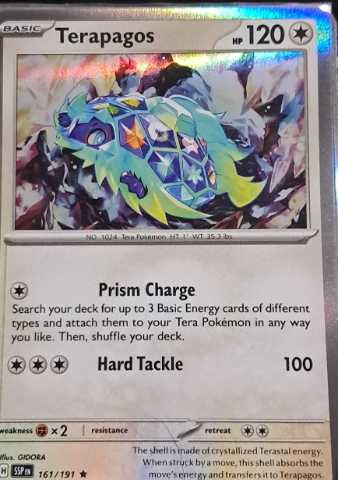 BASIC
Terapagos HP 120
NO. 1024 Tera Pokémon HT 1' WT 35.3 lbs.
Prism Charge
Search your deck for up to 3 Basic Energy cards of different
types and attach them to your Tera Pokémon in any way
you like. Then, shuffle your deck.
Hard Tackle 100
weakness ×2 resistance retreat
Illus. GIDORA
H SSP EN 161/191 ★
The shell is made of crystallized Terastal energy.
When struck by a move, this shell absorbs the
move's energy and transfers it to Terapagos.